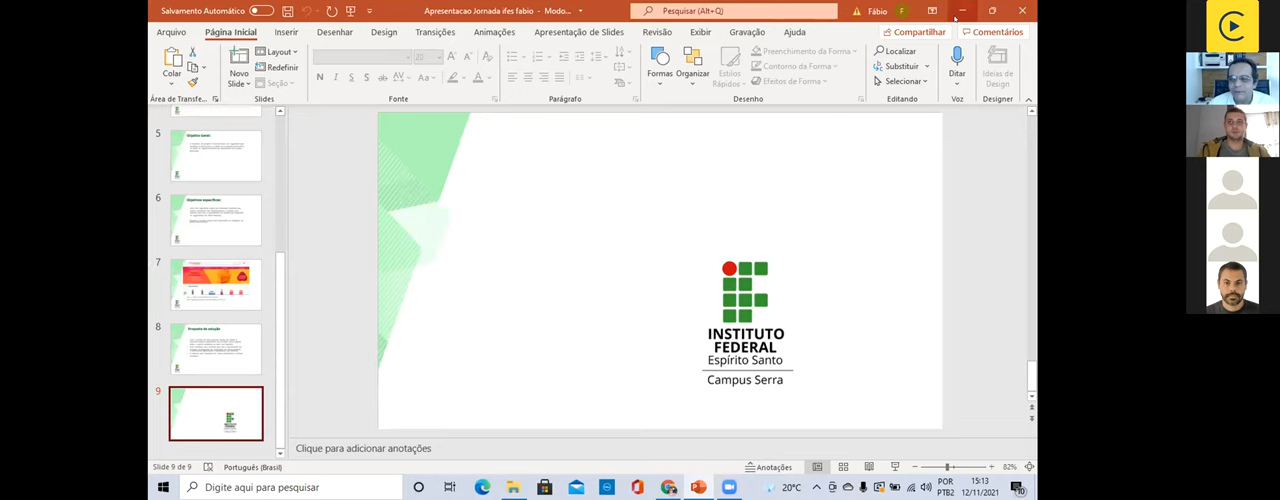 Salvamento Automático
Apresentacao Jornada ifes fabio - Modo...
Pesquisar (Alt+Q)
Fábio
F
Arquivo
Página Inicial
Inserir
Desenhar
Design
Transições
Animações
Apresentação de Slides
Revisão
Exibir
Gravação
Ajuda
Compartilhar
Comentários
Colar
Novo
Slide
Layout
Redefinir
Seção
20
N I S S ab AV Aa
Formas
Organizar
Estilos
Rápidos
Preenchimento da Forma
Contorno da Forma
Efeitos de Forma
Localizar
Substituir
Selecionar
Ditar
Ideias de
Design
Área de Transfe...
Slides
Fonte
Parágrafo
Desenho
Editando
Voz
Designer
5
Objetivo Geral
6
Objetivos específicos
7
8
Proposta de solução
9
INSTITUTO
FEDERAL
Espírito Santo
Campus Serra
Clique para adicionar anotações
Slide 9 de 9
Português (Brasil)
Anotações
82%
Digite aqui para pesquisar
20°C
POR
PTB2
15:13
12/11/2021
10